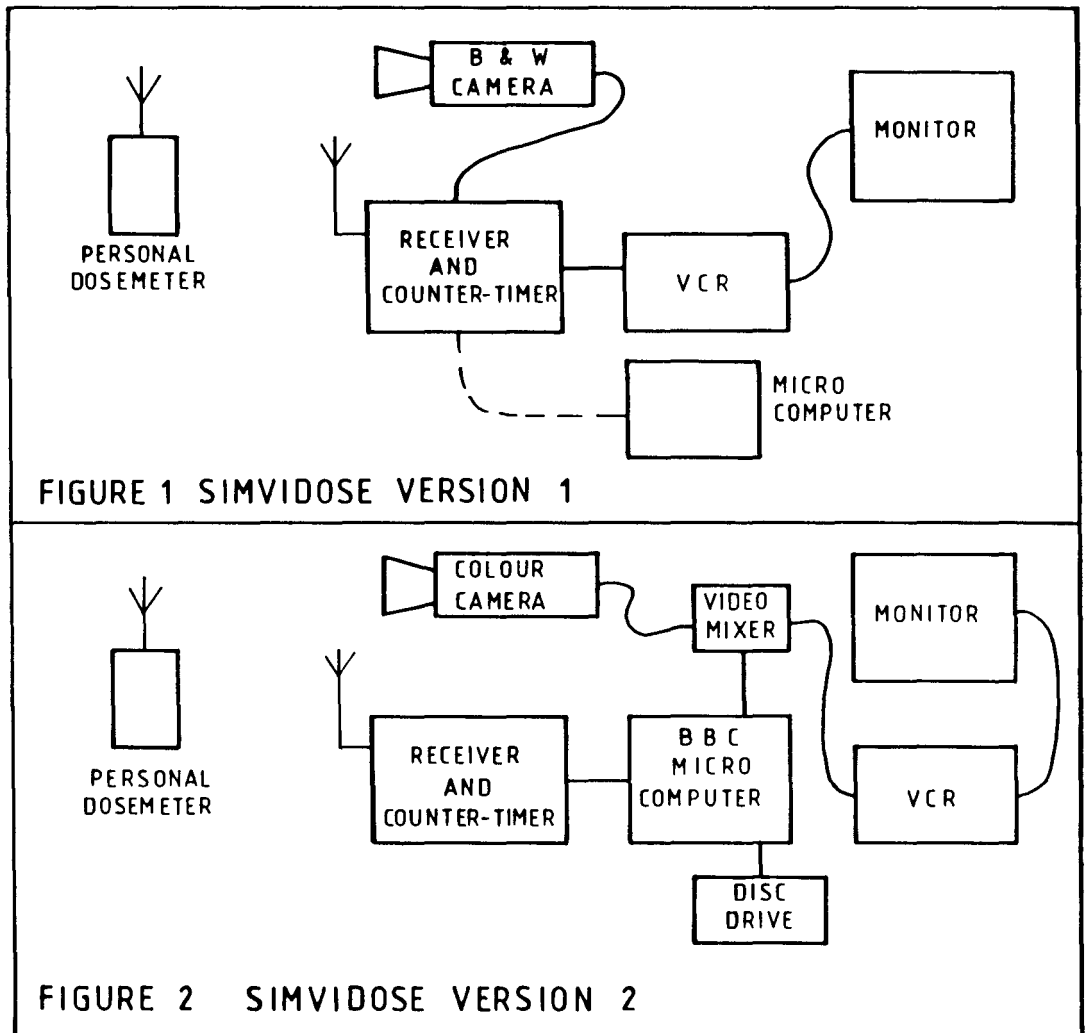 B & W
CAMERA
MONITOR
PERSONAL
DOSEMETER
RECEIVER
AND
COUNTER-TIMER
VCR
MICRO
COMPUTER
FIGURE 1 SIMVIDOSE VERSION 1
COLOUR
CAMERA
VIDEO
MIXER
MONITOR
PERSONAL
DOSEMETER
RECEIVER
AND
COUNTER-TIMER
BBC
MICRO
COMPUTER
VCR
DISC
DRIVE
FIGURE 2 SIMVIDOSE VERSION 2